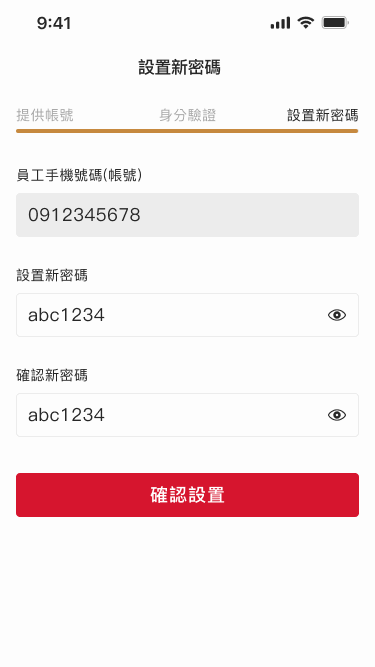 9:41
設置新密碼
提供帳號 身分驗證 設置新密碼
員工手機號碼(帳號)
0912345678
設置新密碼
abc1234
確認新密碼
abc1234
確認設置